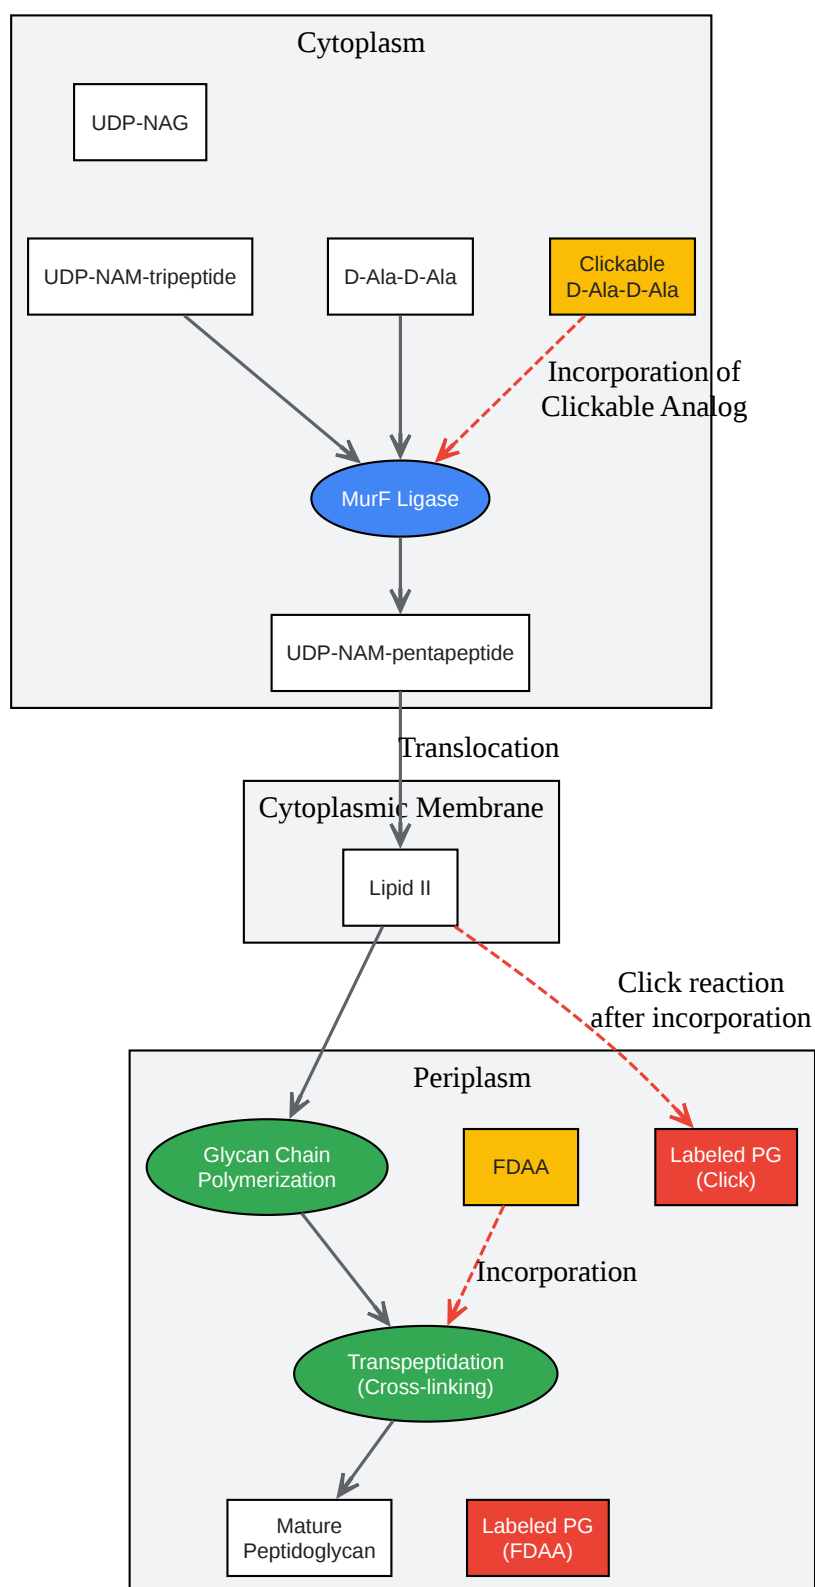 Cytoplasm
UDP-NAG
UDP-NAM-tripeptide
D-Ala-D-Ala
Clickable
D-Ala-D-Ala
Incorporation of
Clickable Analog
MurF Ligase
UDP-NAM-pentapeptide
Translocation
Cytoplasmic Membrane
Lipid II
Click reaction
after incorporation
Periplasm
Glycan Chain
Polymerization
FDAA
Labeled PG
(Click)
Incorporation
Transpeptidation
(Cross-linking)
Mature
Peptidoglycan
Labeled PG
(FDAA)